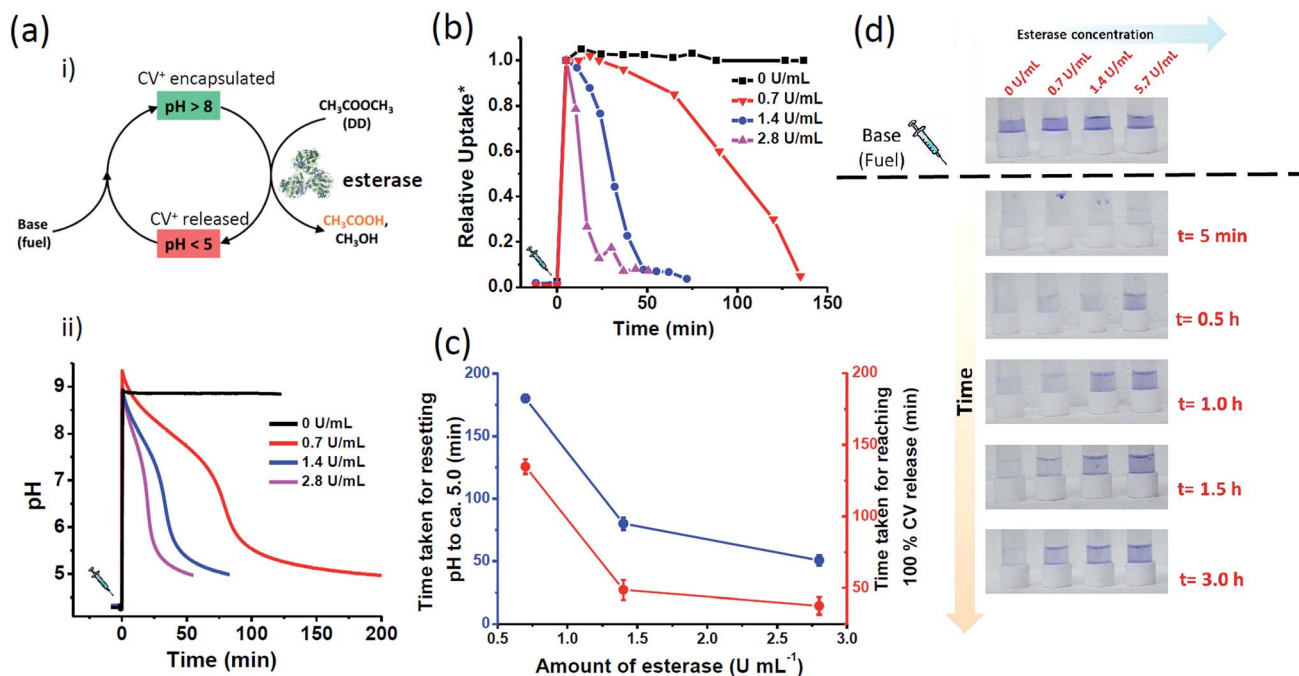 (a)
i)
CV⁺ encapsulated
pH > 8
CH₃COOCH₃
(DD)
esterase
CV⁺ released
pH < 5
Base
(fuel)
CH₃COOH,
CH₃OH
ii)
pH
9
8
7
6
5
0 U/mL
0.7 U/mL
1.4 U/mL
2.8 U/mL
0 50 100 150 200
Time (min)
(b)
Relative Uptake*
1.0
0.8
0.6
0.4
0.2
0.0
0 U/mL
0.7 U/mL
1.4 U/mL
2.8 U/mL
0 50 100 150
Time (min)
(c)
Time taken for resetting
pH to ca. 5.0 (min)
200
150
100
50
0
200
150
100
50
Time taken for reaching
100 % CV release (min)
0.5 1.0 1.5 2.0 2.5 3.0
Amount of esterase (U mL⁻¹)
(d)
Esterase concentration
0 U/mL
0.7 U/mL
1.4 U/mL
5.7 U/mL
Base
(Fuel)
Time
t= 5 min
t= 0.5 h
t= 1.0 h
t= 1.5 h
t= 3.0 h